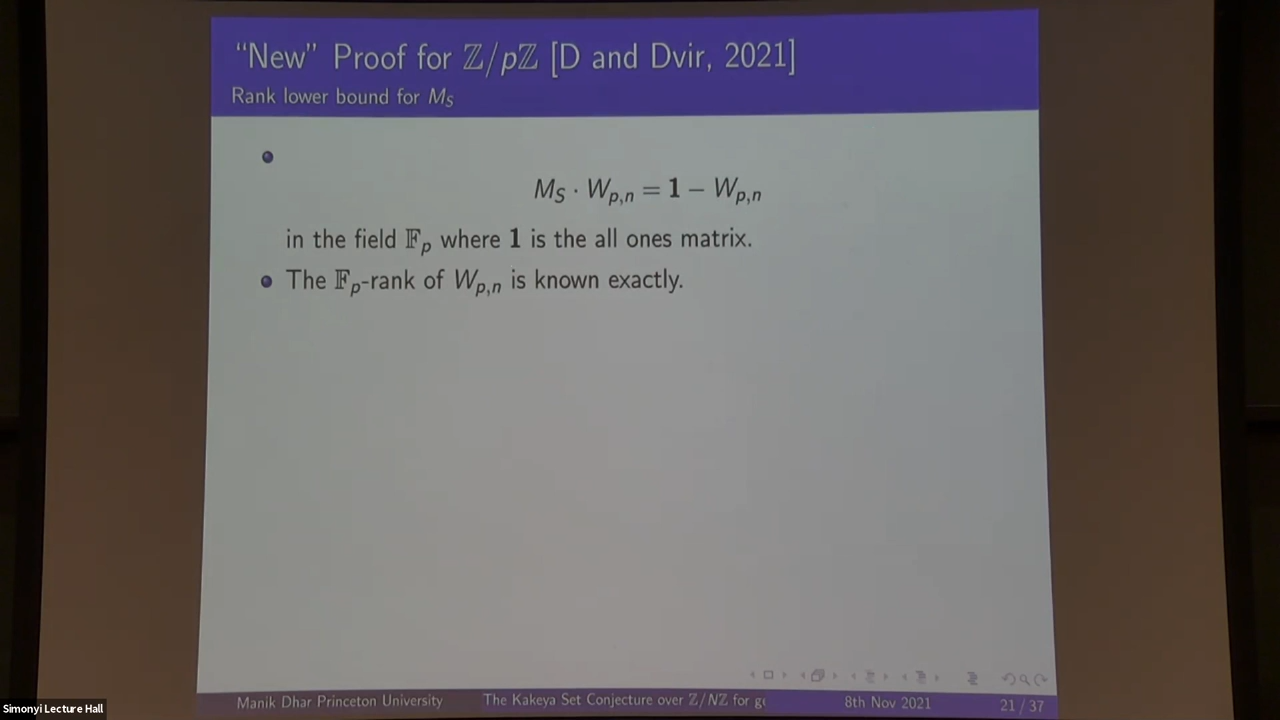 “New” Proof for ℤ/pℤ [D and Dvir, 2021]
Rank lower bound for M_S
M_S · W_{p,n} = 𝟏 − W_{p,n}
in the field 𝔽_p where 𝟏 is the all ones matrix.
The 𝔽_p-rank of W_{p,n} is known exactly.
Manik Dhar Princeton University The Kakeya Set Conjecture over ℤ/Nℤ for 8th Nov 2021 21 / 37
Simonyi Lecture Hall